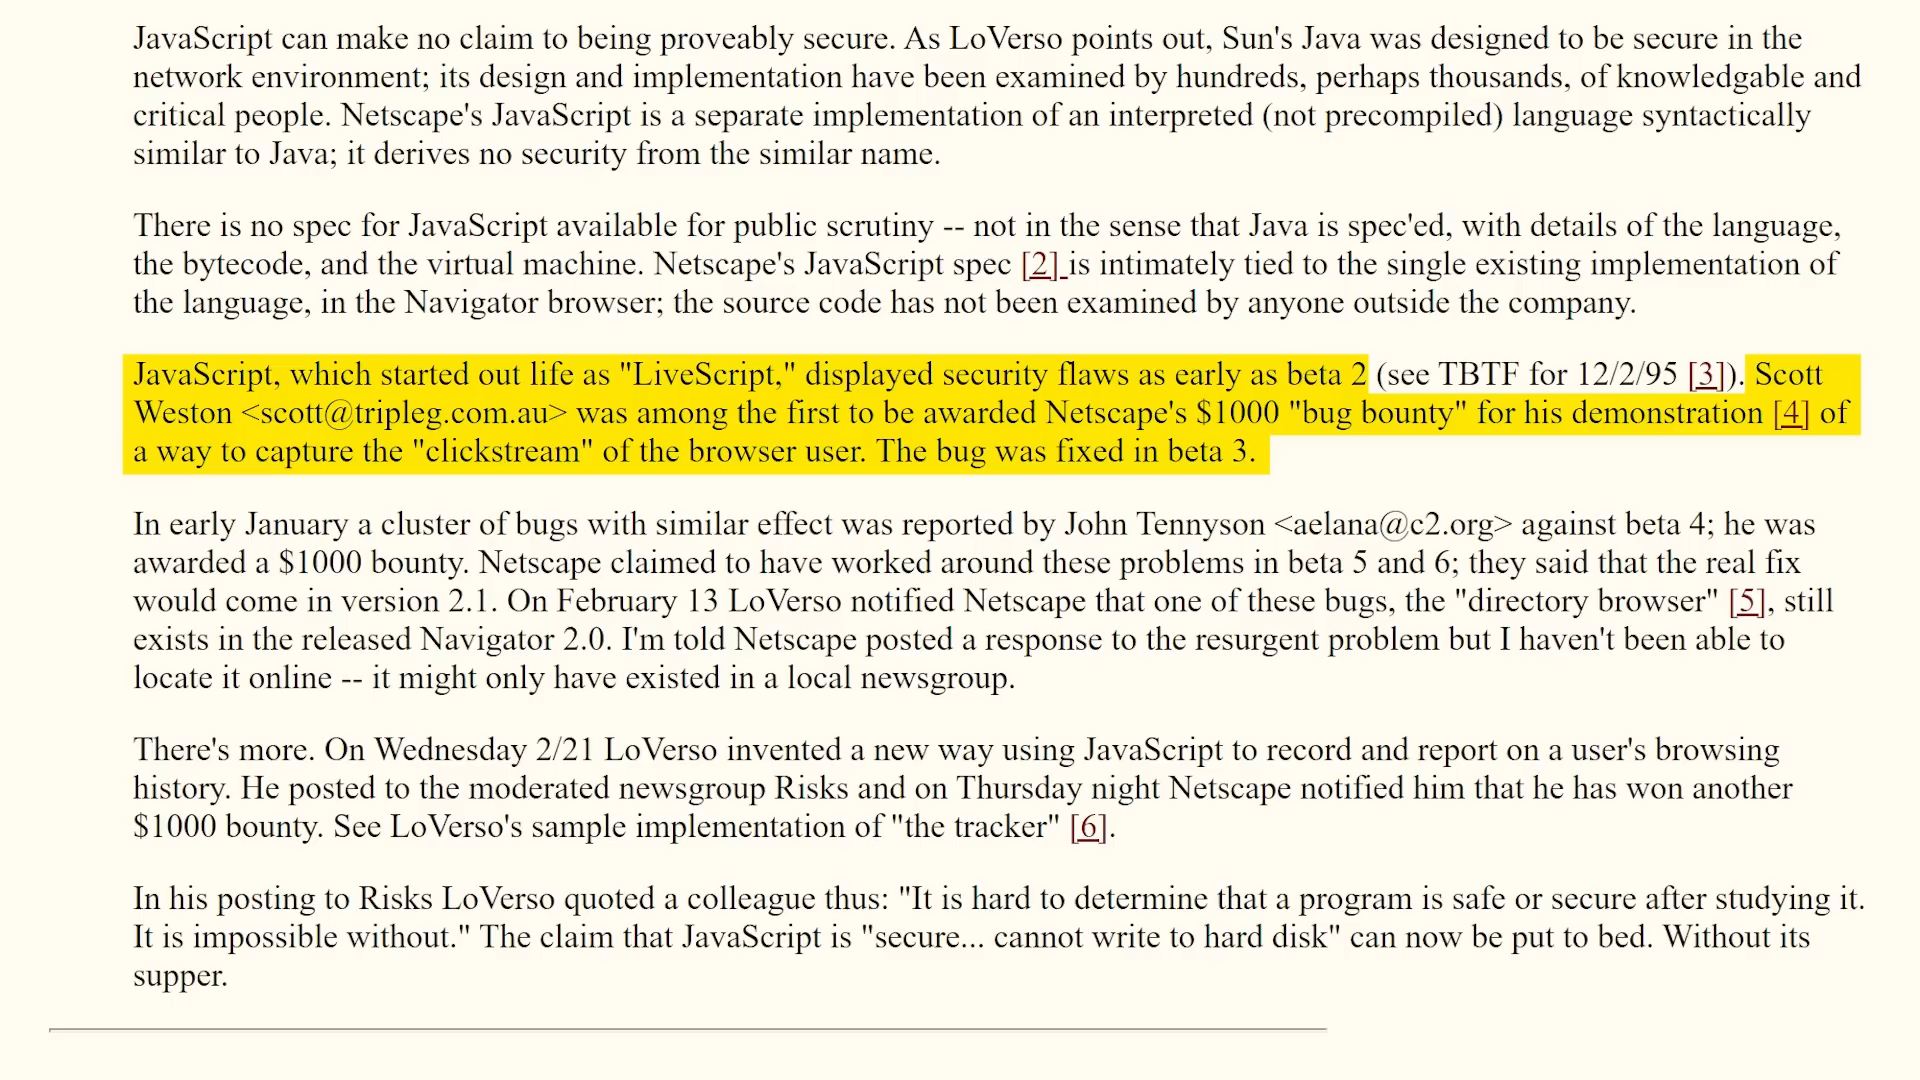 JavaScript can make no claim to being proveably secure. As LoVerso points out, Sun's Java was designed to be secure in the
network environment; its design and implementation have been examined by hundreds, perhaps thousands, of knowledgable and
critical people. Netscape's JavaScript is a separate implementation of an interpreted (not precompiled) language syntactically
similar to Java; it derives no security from the similar name.
There is no spec for JavaScript available for public scrutiny -- not in the sense that Java is spec'ed, with details of the language,
the bytecode, and the virtual machine. Netscape's JavaScript spec [2] is intimately tied to the single existing implementation of
the language, in the Navigator browser; the source code has not been examined by anyone outside the company.
JavaScript, which started out life as "LiveScript," displayed security flaws as early as beta 2 (see TBTF for 12/2/95 [3]). Scott
Weston <scott@tripleg.com.au> was among the first to be awarded Netscape's $1000 "bug bounty" for his demonstration [4] of
a way to capture the "clickstream" of the browser user. The bug was fixed in beta 3.
In early January a cluster of bugs with similar effect was reported by John Tennyson <aelana@c2.org> against beta 4; he was
awarded a $1000 bounty. Netscape claimed to have worked around these problems in beta 5 and 6; they said that the real fix
would come in version 2.1. On February 13 LoVerso notified Netscape that one of these bugs, the "directory browser" [5], still
exists in the released Navigator 2.0. I'm told Netscape posted a response to the resurgent problem but I haven't been able to
locate it online -- it might only have existed in a local newsgroup.
There's more. On Wednesday 2/21 LoVerso invented a new way using JavaScript to record and report on a user's browsing
history. He posted to the moderated newsgroup Risks and on Thursday night Netscape notified him that he has won another
$1000 bounty. See LoVerso's sample implementation of "the tracker" [6].
In his posting to Risks LoVerso quoted a colleague thus: "It is hard to determine that a program is safe or secure after studying it.
It is impossible without." The claim that JavaScript is "secure... cannot write to hard disk" can now be put to bed. Without its
supper.